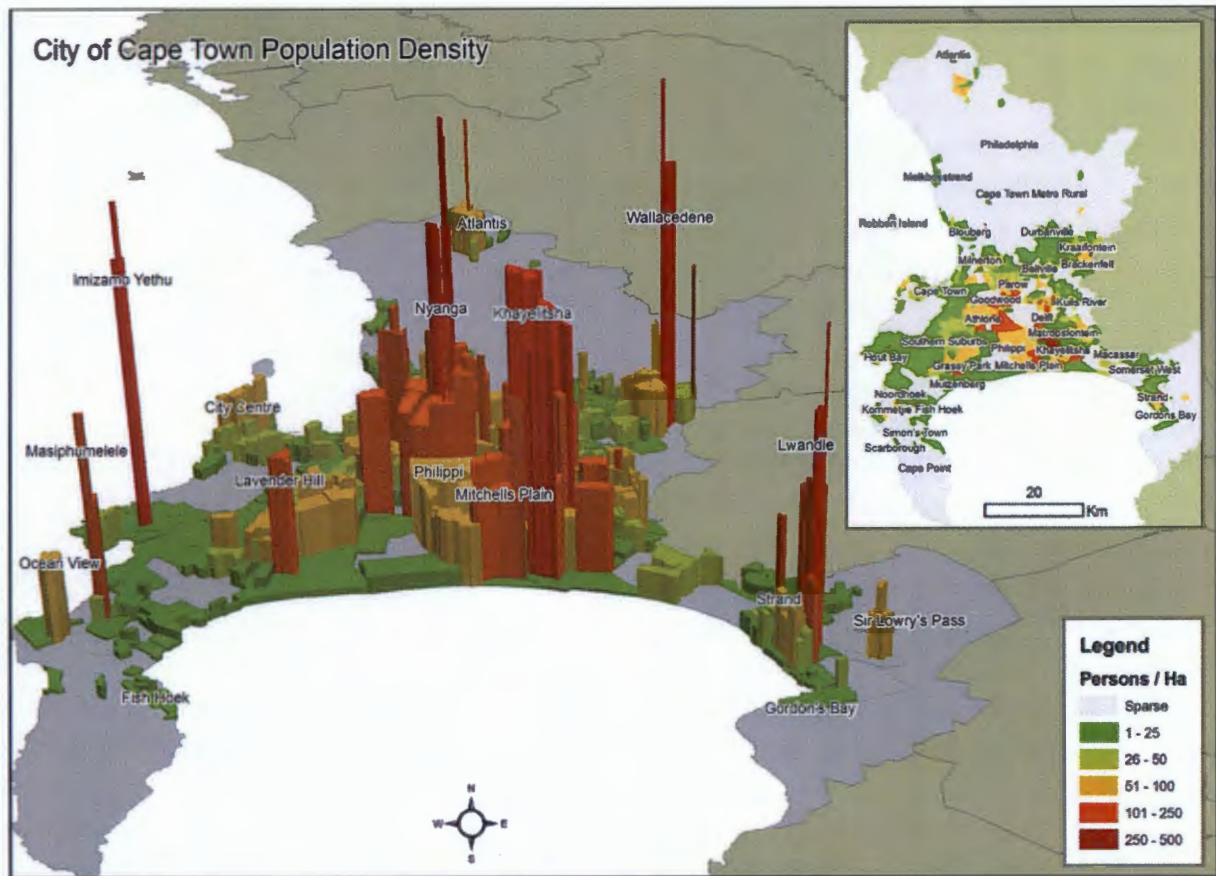 City of Cape Town Population Density
Wallacedene
Atlantis
Imizamo Yethu
Nyanga
Khayelitsha
City Centre
Masiphumelele
Lavender Hill
Philippi
Mitchells Plain
Lwandle
Ocean View
Strand
Sir Lowry's Pass
Fish Hoek
Gordon's Bay
N
W
E
S
Atlantis
Philadelphia
Melkbosstrand
Cape Town Metro Rural
Robben Island
Blouberg
Durbanville
Kraaifontein
Milnerton
Brackenfell
Bellville
Cape Town
Parow
Goodwood
Kuils River
Athlone
Delft
Southern Suburbs
Philippi
Khayelitsha
Macassar
Hout Bay
Grassy Park
Mitchells Plain
Somerset West
Muizenberg
Noordhoek
Strand
Kommetjie
Fish Hoek
Gordons Bay
Simon's Town
Scarborough
Cape Point
20
Km
Legend
Persons / Ha
Sparse
1 - 25
26 - 50
51 - 100
101 - 250
250 - 500